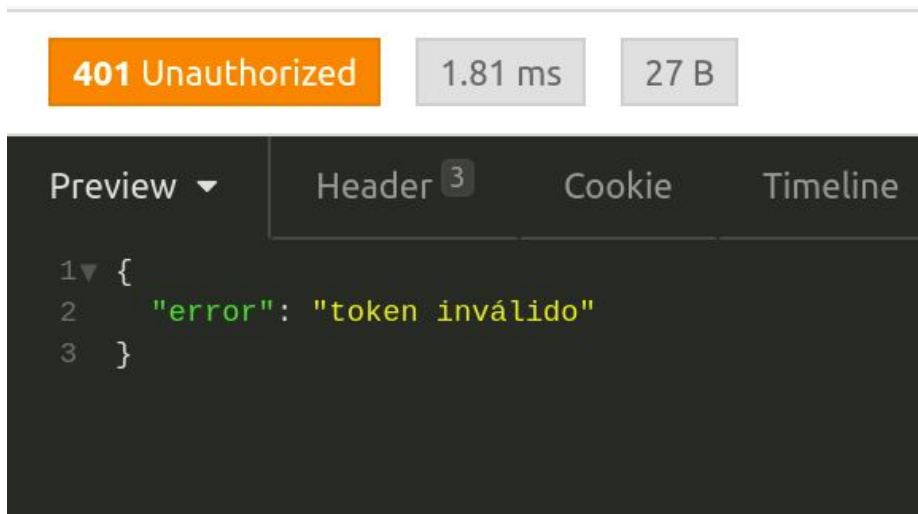 401 Unauthorized 1.81 ms 27 B
Preview Header 3 Cookie Timeline
1 {
2 "error": "token inválido"
3 }